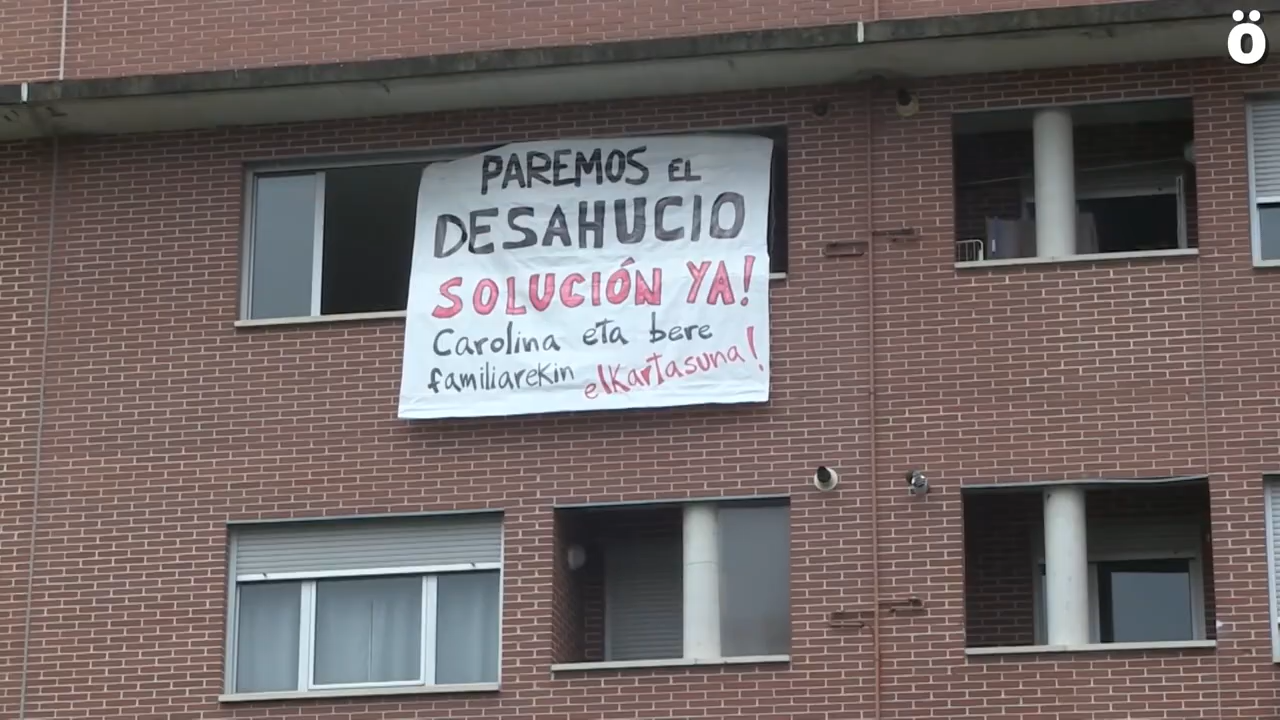 ö
PAREMOS EL
DESAHUCIO
SOLUCIÓN YA!
Carolina eta bere
familiarekin elkartasuna!